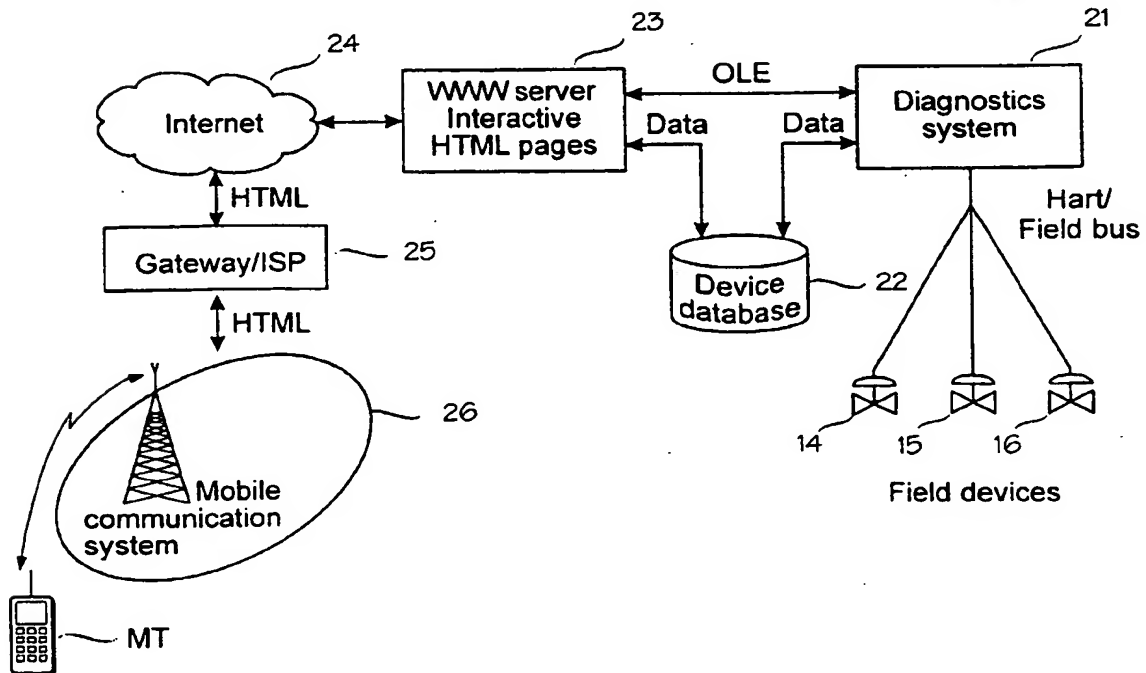 24
23
21
Internet
WWW server
Interactive
HTML pages
OLE
Data
Data
Diagnostics
system
HTML
Hart/
Field bus
Gateway/ISP
25
Device
database
22
HTML
26
14
15
16
Mobile
communication
system
Field devices
MT